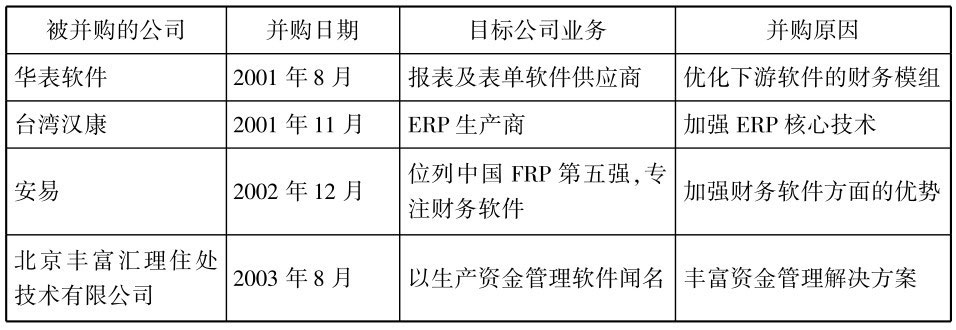 被并购的公司 并购日期 目标公司业务 并购原因
华表软件 2001 年 8 月 报表及表单软件供应商 优化下游软件的财务模组
台湾汉康 2001 年 11 月 ERP 生产商 加强 ERP 核心技术
安易 2002 年 12 月 位列中国 FRP 第五强,专
注财务软件 加强财务软件方面的优势
北京丰富汇理住处
技术有限公司 2003 年 8 月 以生产资金管理软件闻名 丰富资金管理解决方案